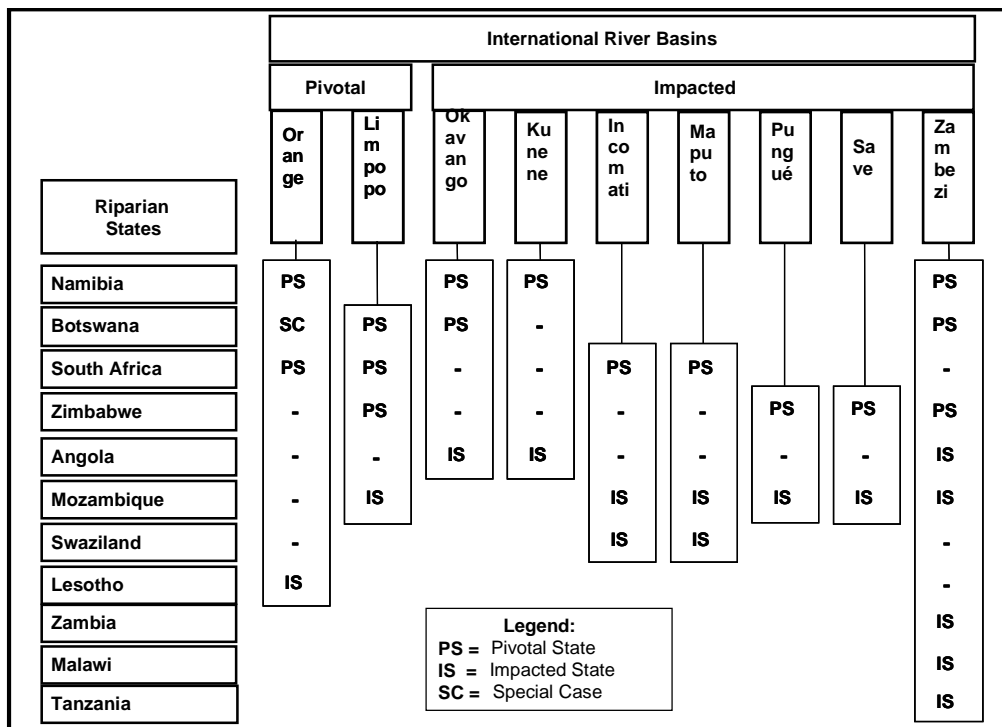 International River Basins
Pivotal
Impacted
Or
an
ge
Li
m
po
po
Ok
av
an
go
Ku
ne
ne
In
co
m
ati
Ma
pu
to
Pu
ng
ué
Sa
ve
Za
m
be
zi
Riparian
States
Namibia PS PS PS PS
Botswana SC PS PS - PS
South Africa PS PS - - PS PS -
Zimbabwe - PS - - - - PS PS PS
Angola - - IS IS - - - - IS
Mozambique - IS IS IS IS IS IS
Swaziland - IS IS -
Lesotho IS -
Zambia IS
Malawi IS
Tanzania IS
Legend:
PS = Pivotal State
IS = Impacted State
SC = Special Case